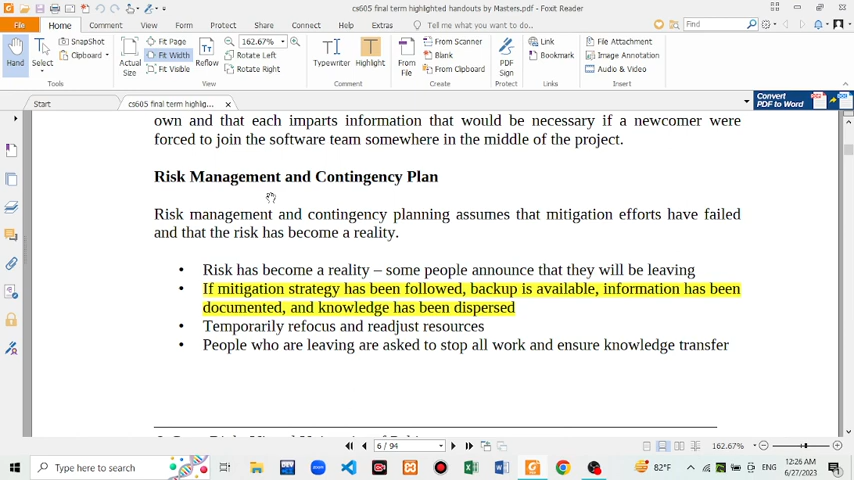 cs605 final term highlighted handouts by Masters.pdf - Foxit Reader
File Home Comment View Form Protect Share Connect Help Extras Tell me what you want to do... Find
Hand Select SnapShot Clipboard Actual Size Fit Page Fit Width Fit Visible Reflow 162.67% Rotate Left Rotate Right Typewriter Highlight From File From Scanner Blank From Clipboard PDF Sign Link Bookmark File Attachment Image Annotation Audio & Video
Tools View Comment Create Protect Links Insert
Start cs605 final term highlig...
Convert PDF to Word
own and that each imparts information that would be necessary if a newcomer were
forced to join the software team somewhere in the middle of the project.
Risk Management and Contingency Plan
Risk management and contingency planning assumes that mitigation efforts have failed
and that the risk has become a reality.
• Risk has become a reality – some people announce that they will be leaving
• If mitigation strategy has been followed, backup is available, information has been
documented, and knowledge has been dispersed
• Temporarily refocus and readjust resources
• People who are leaving are asked to stop all work and ensure knowledge transfer
6 / 94 162.67%
Type here to search 82°F ENG 12:26 AM 6/27/2023